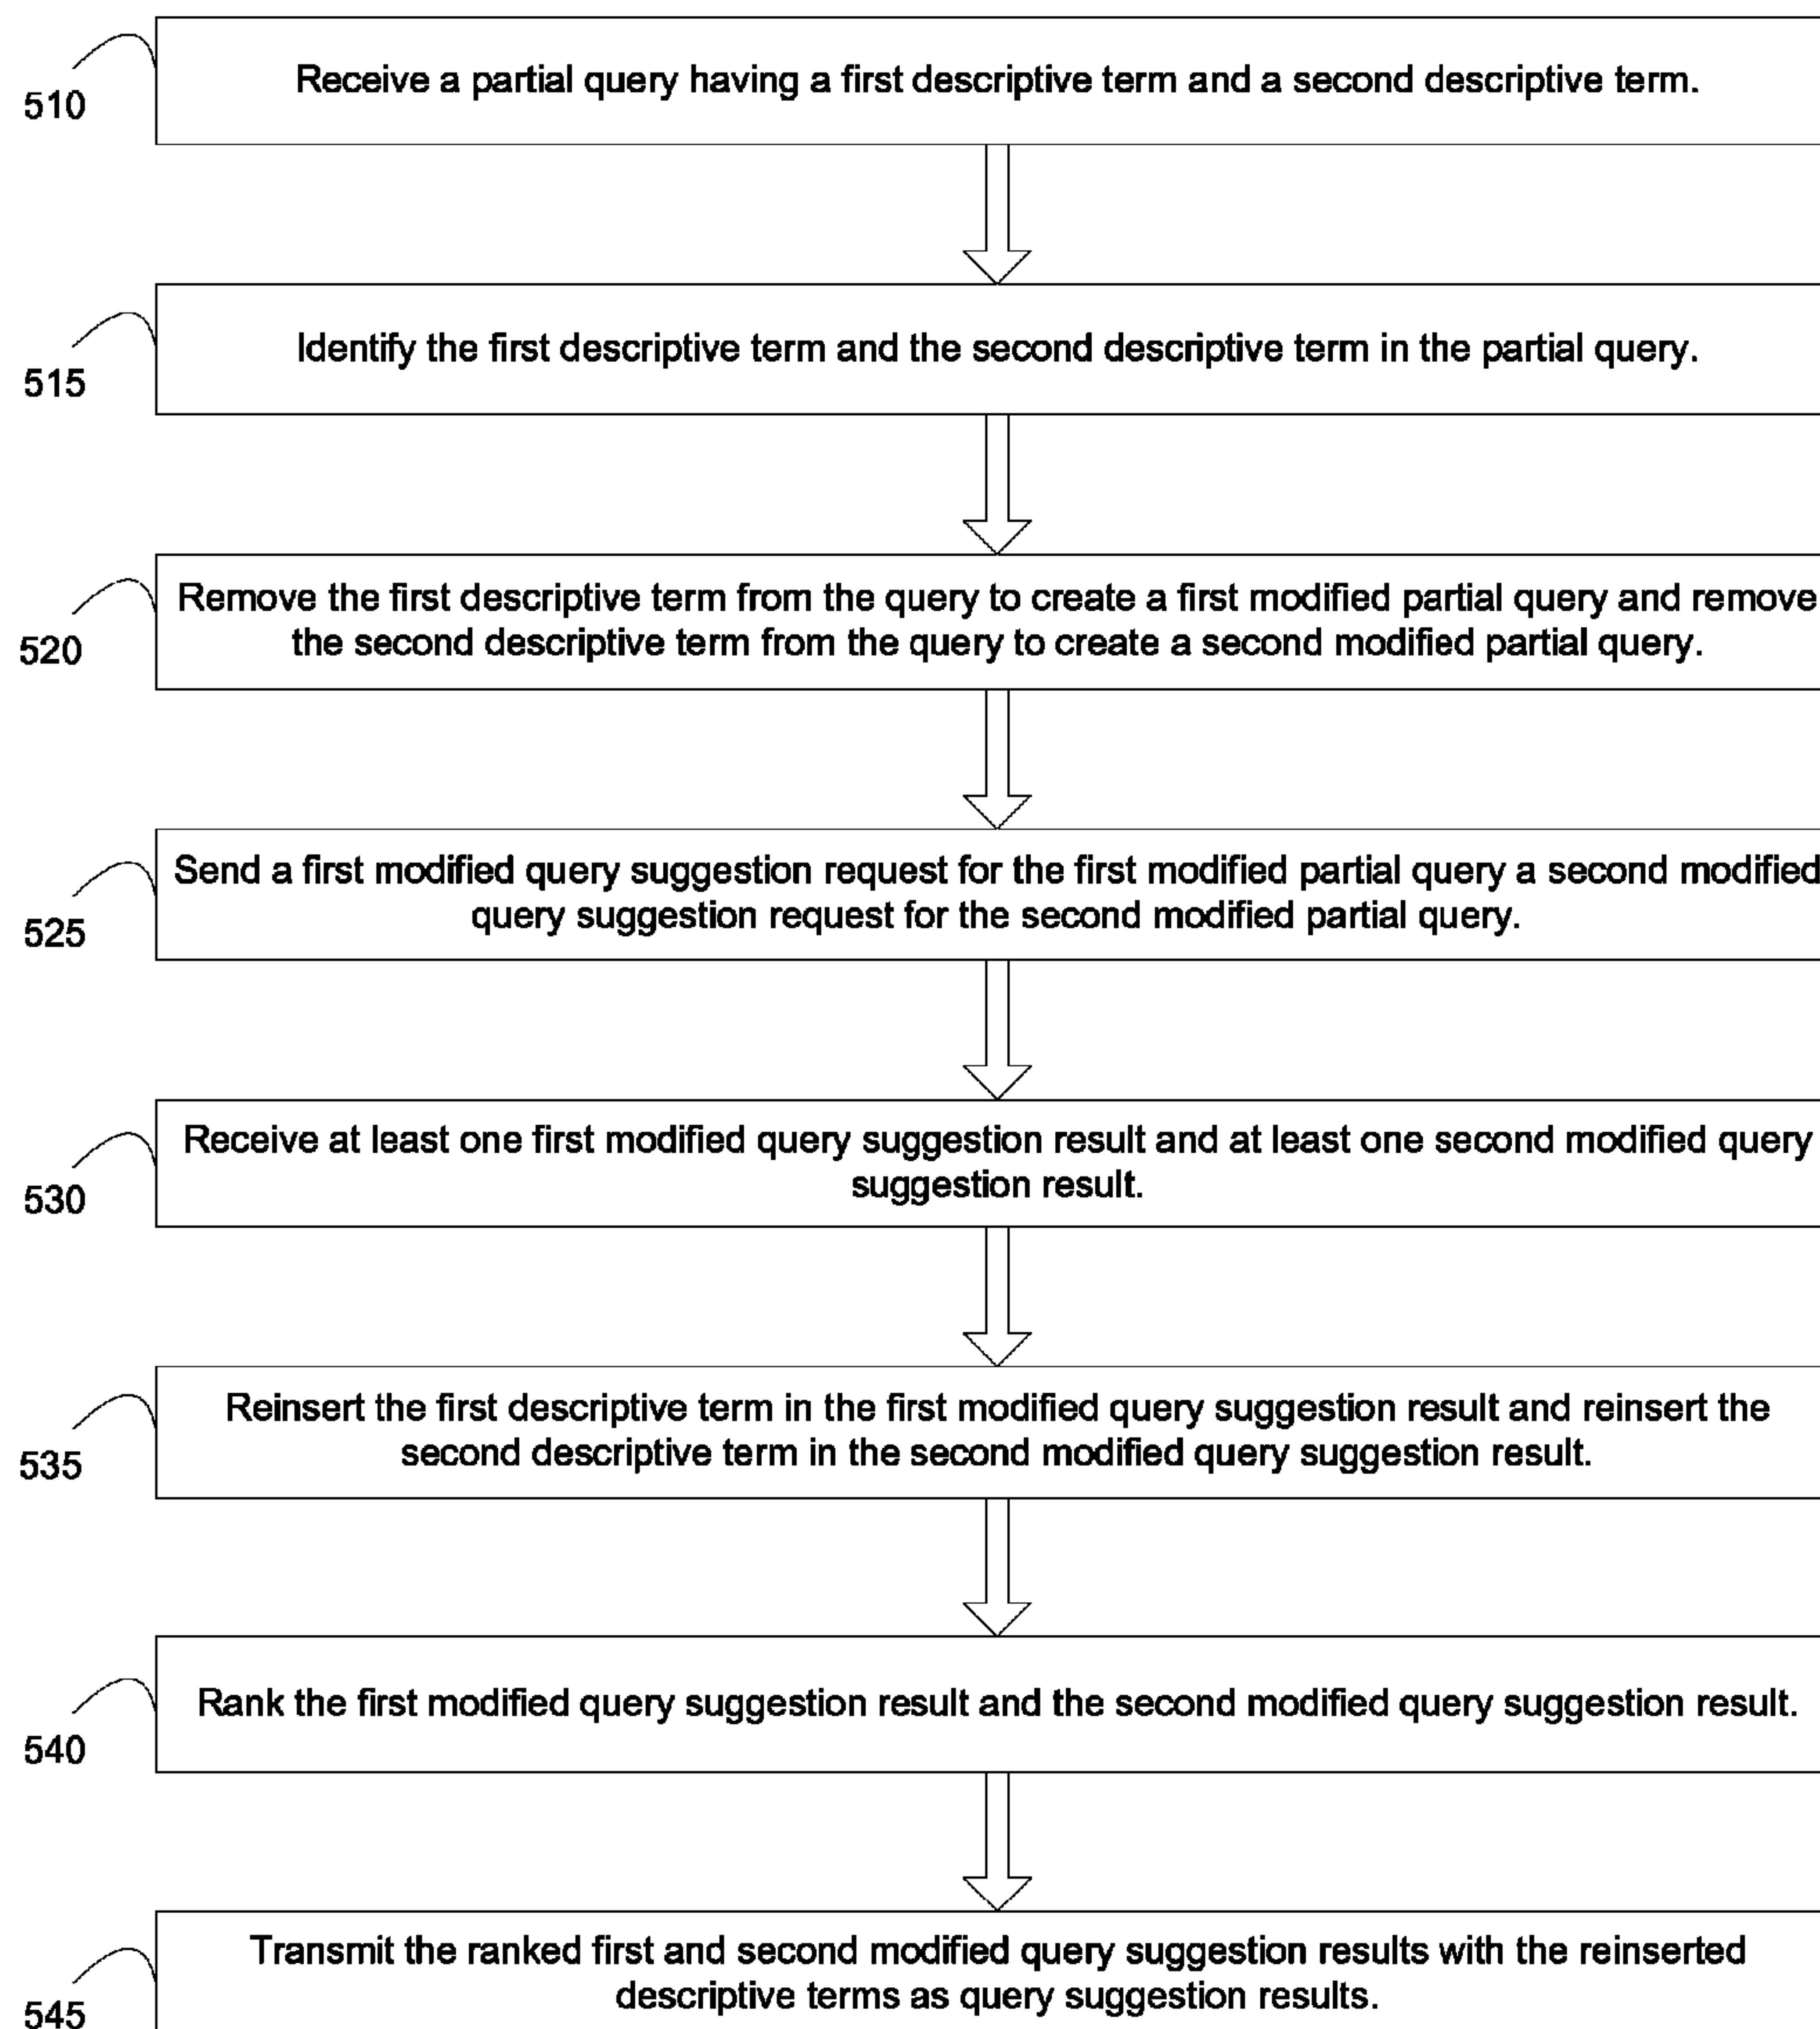 Receive a partial query having a first descriptive term and a second descriptive term.
510
Identify the first descriptive term and the second descriptive term in the partial query.
515
Remove the first descriptive term from the query to create a first modified partial query and remove
the second descriptive term from the query to create a second modified partial query.
520
Send a first modified query suggestion request for the first modified partial query a second modified
query suggestion request for the second modified partial query.
525
Receive at least one first modified query suggestion result and at least one second modified query
suggestion result.
530
Reinsert the first descriptive term in the first modified query suggestion result and reinsert the
second descriptive term in the second modified query suggestion result.
535
Rank the first modified query suggestion result and the second modified query suggestion result.
540
Transmit the ranked first and second modified query suggestion results with the reinserted
descriptive terms as query suggestion results.
545